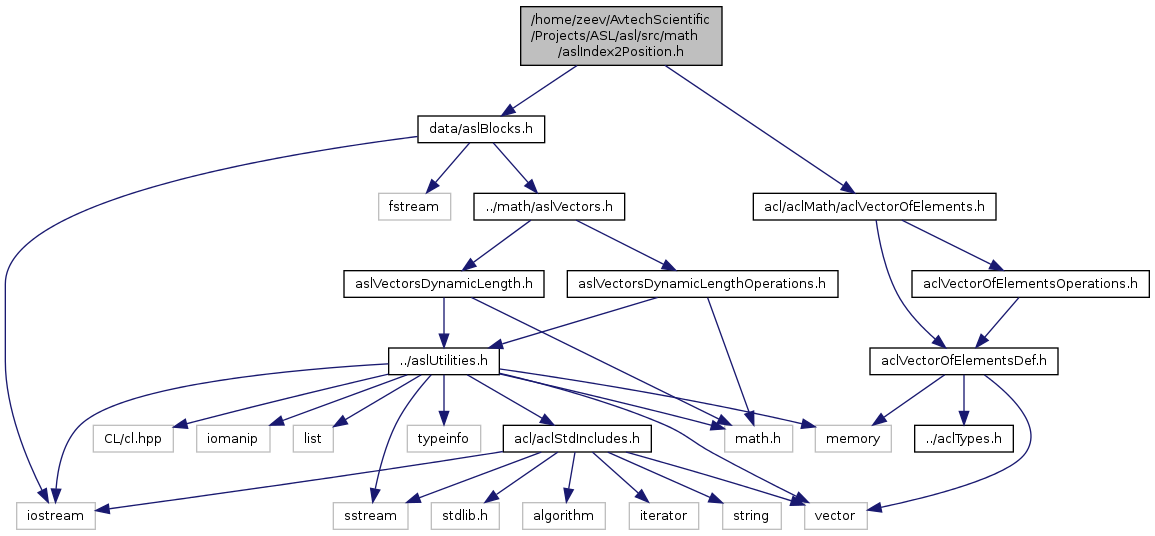 /home/zeev/AvtechScientific
/Projects/ASL/asl/src/math
/aslIndex2Position.h
data/aslBlocks.h
fstream
../math/aslVectors.h
acl/aclMath/aclVectorOfElements.h
aslVectorsDynamicLength.h
aslVectorsDynamicLengthOperations.h
aclVectorOfElementsOperations.h
../aslUtilities.h
aclVectorOfElementsDef.h
CL/cl.hpp
iomanip
list
typeinfo
acl/aclStdIncludes.h
math.h
memory
../aclTypes.h
iostream
sstream
stdlib.h
algorithm
iterator
string
vector